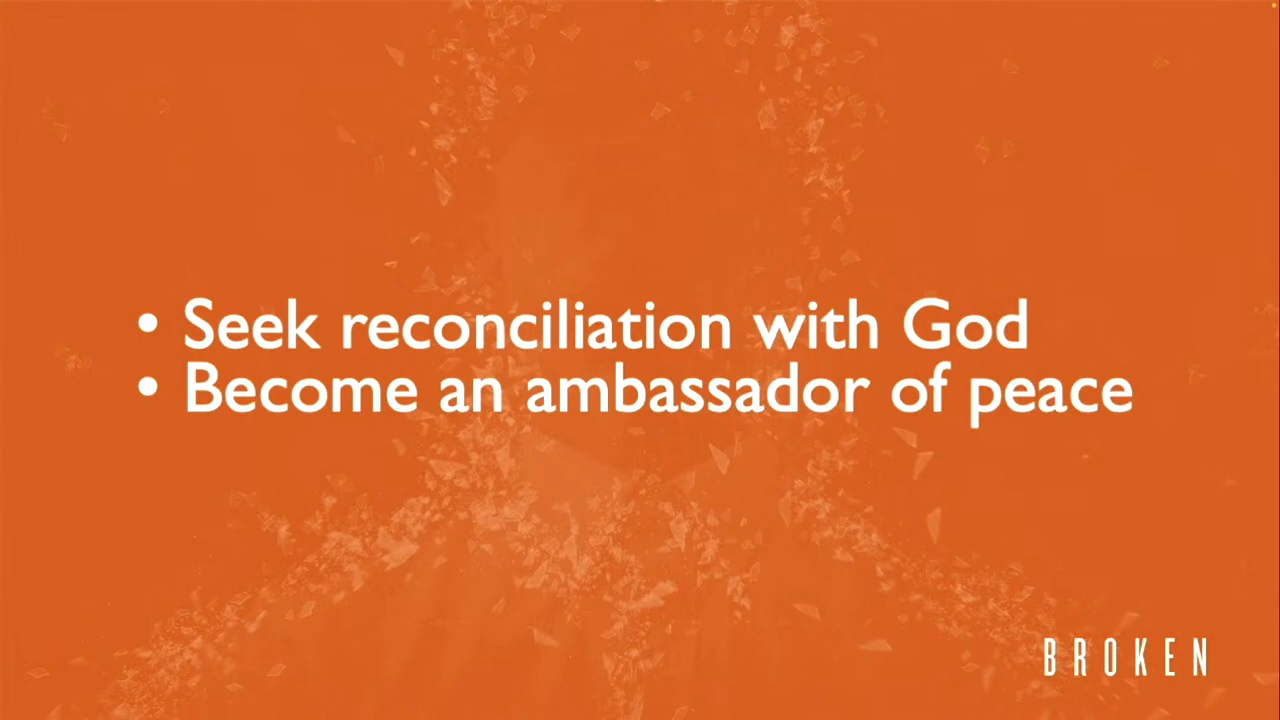 • Seek reconciliation with God
• Become an ambassador of peace
BROKEN